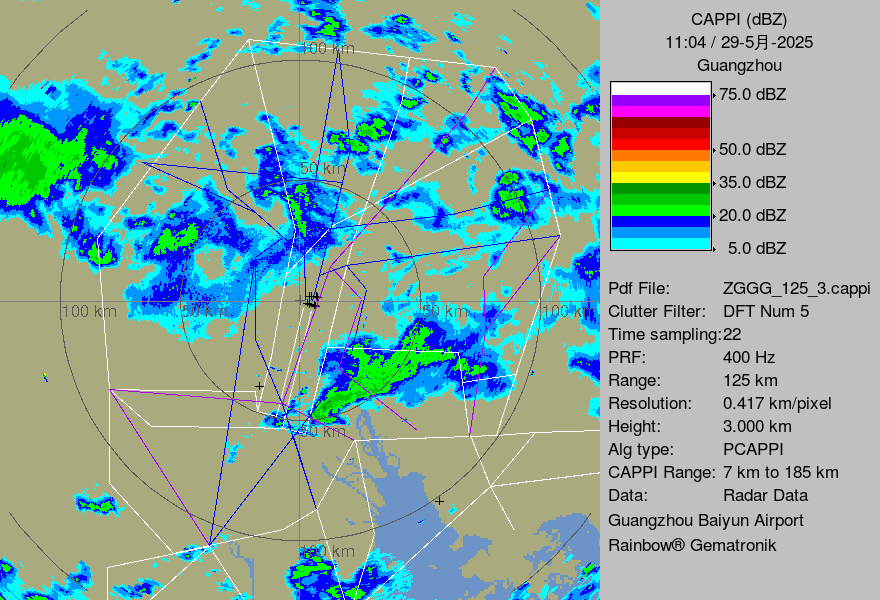 CAPPI (dBZ)
11:04 / 29-5月-2025
Guangzhou
75.0 dBZ
50.0 dBZ
35.0 dBZ
20.0 dBZ
5.0 dBZ
Pdf File: ZGGG_125_3.cappi
Clutter Filter: DFT Num 5
Time sampling:22
PRF: 400 Hz
Range: 125 km
Resolution: 0.417 km/pixel
Height: 3.000 km
Alg type: PCAPPI
CAPPI Range: 7 km to 185 km
Data: Radar Data
Guangzhou Baiyun Airport
Rainbow® Gematronik
100 km
50 km
100 km
50 km
50 km
100 km
50 km
100 km